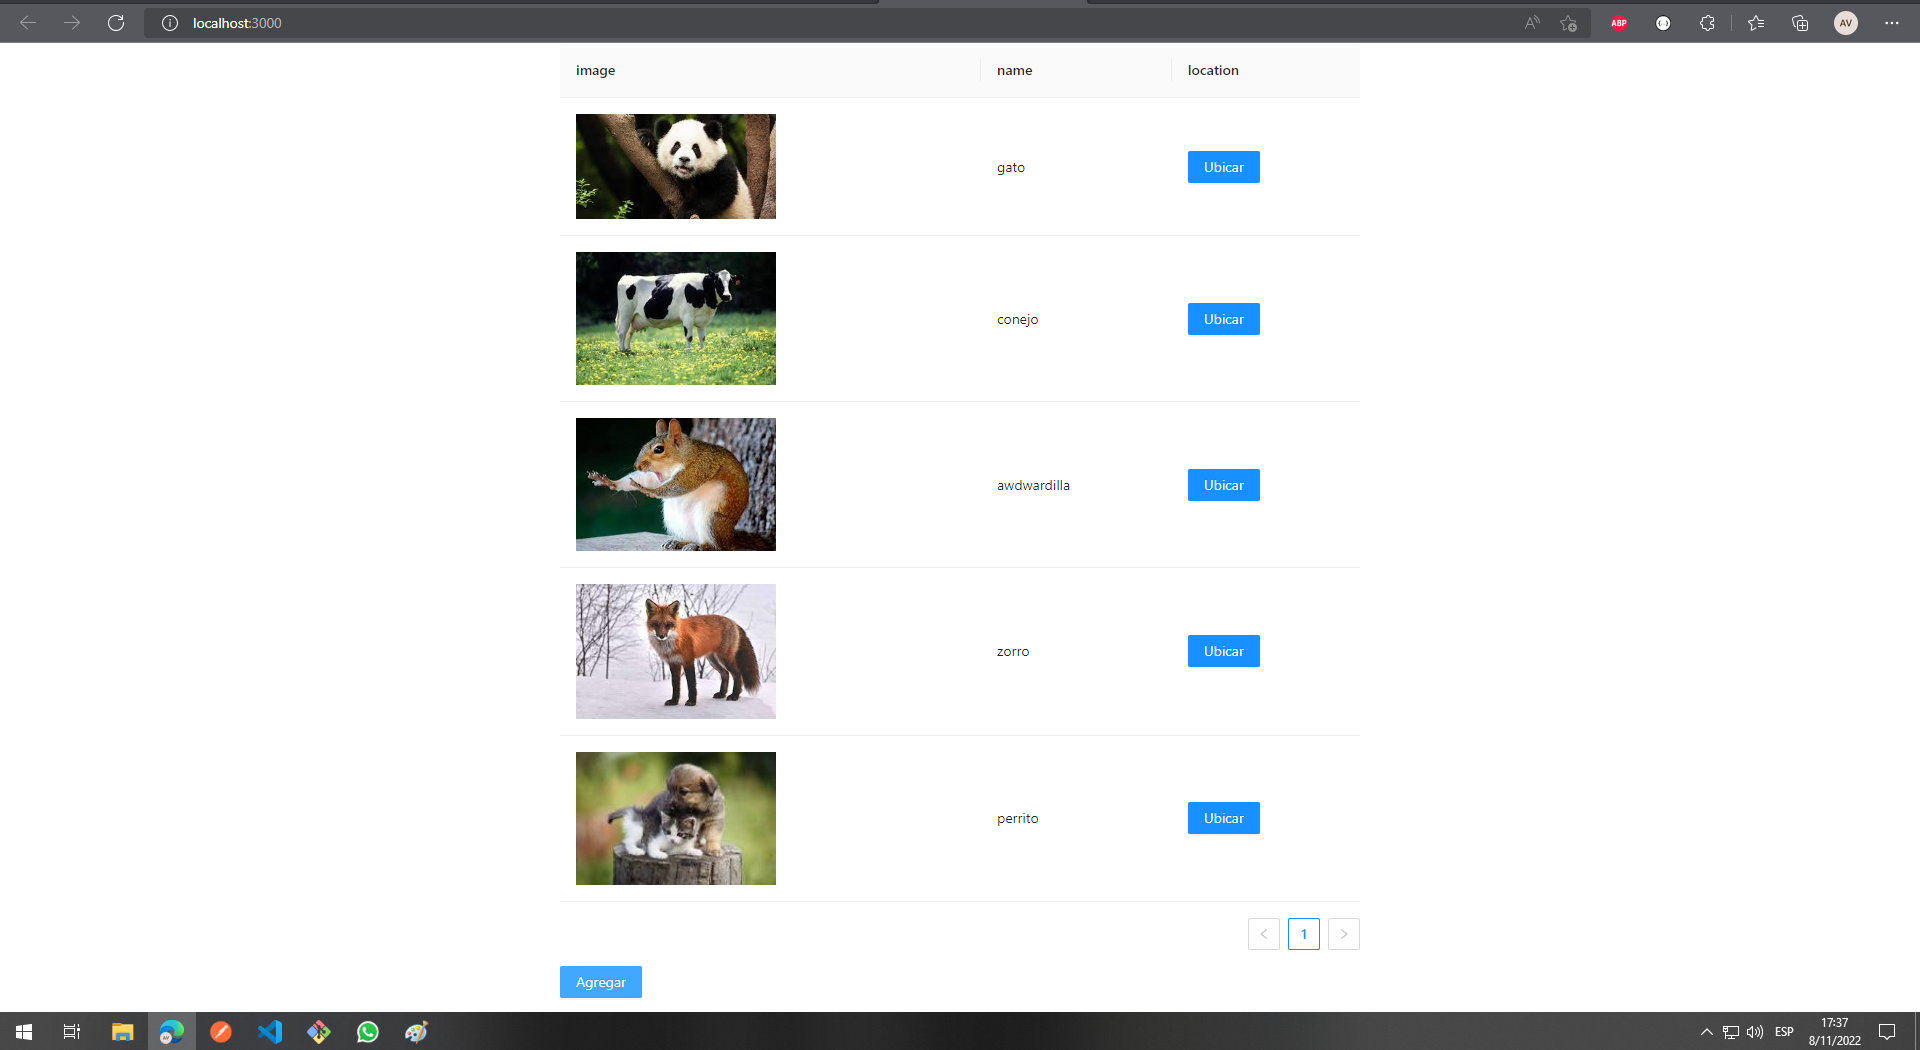 localhost:3000
ABP
AV
image name location
gato Ubicar
conejo Ubicar
awdwardilla Ubicar
zorro Ubicar
perrito Ubicar
1
Agregar
AV
ESP
17:37
8/11/2022